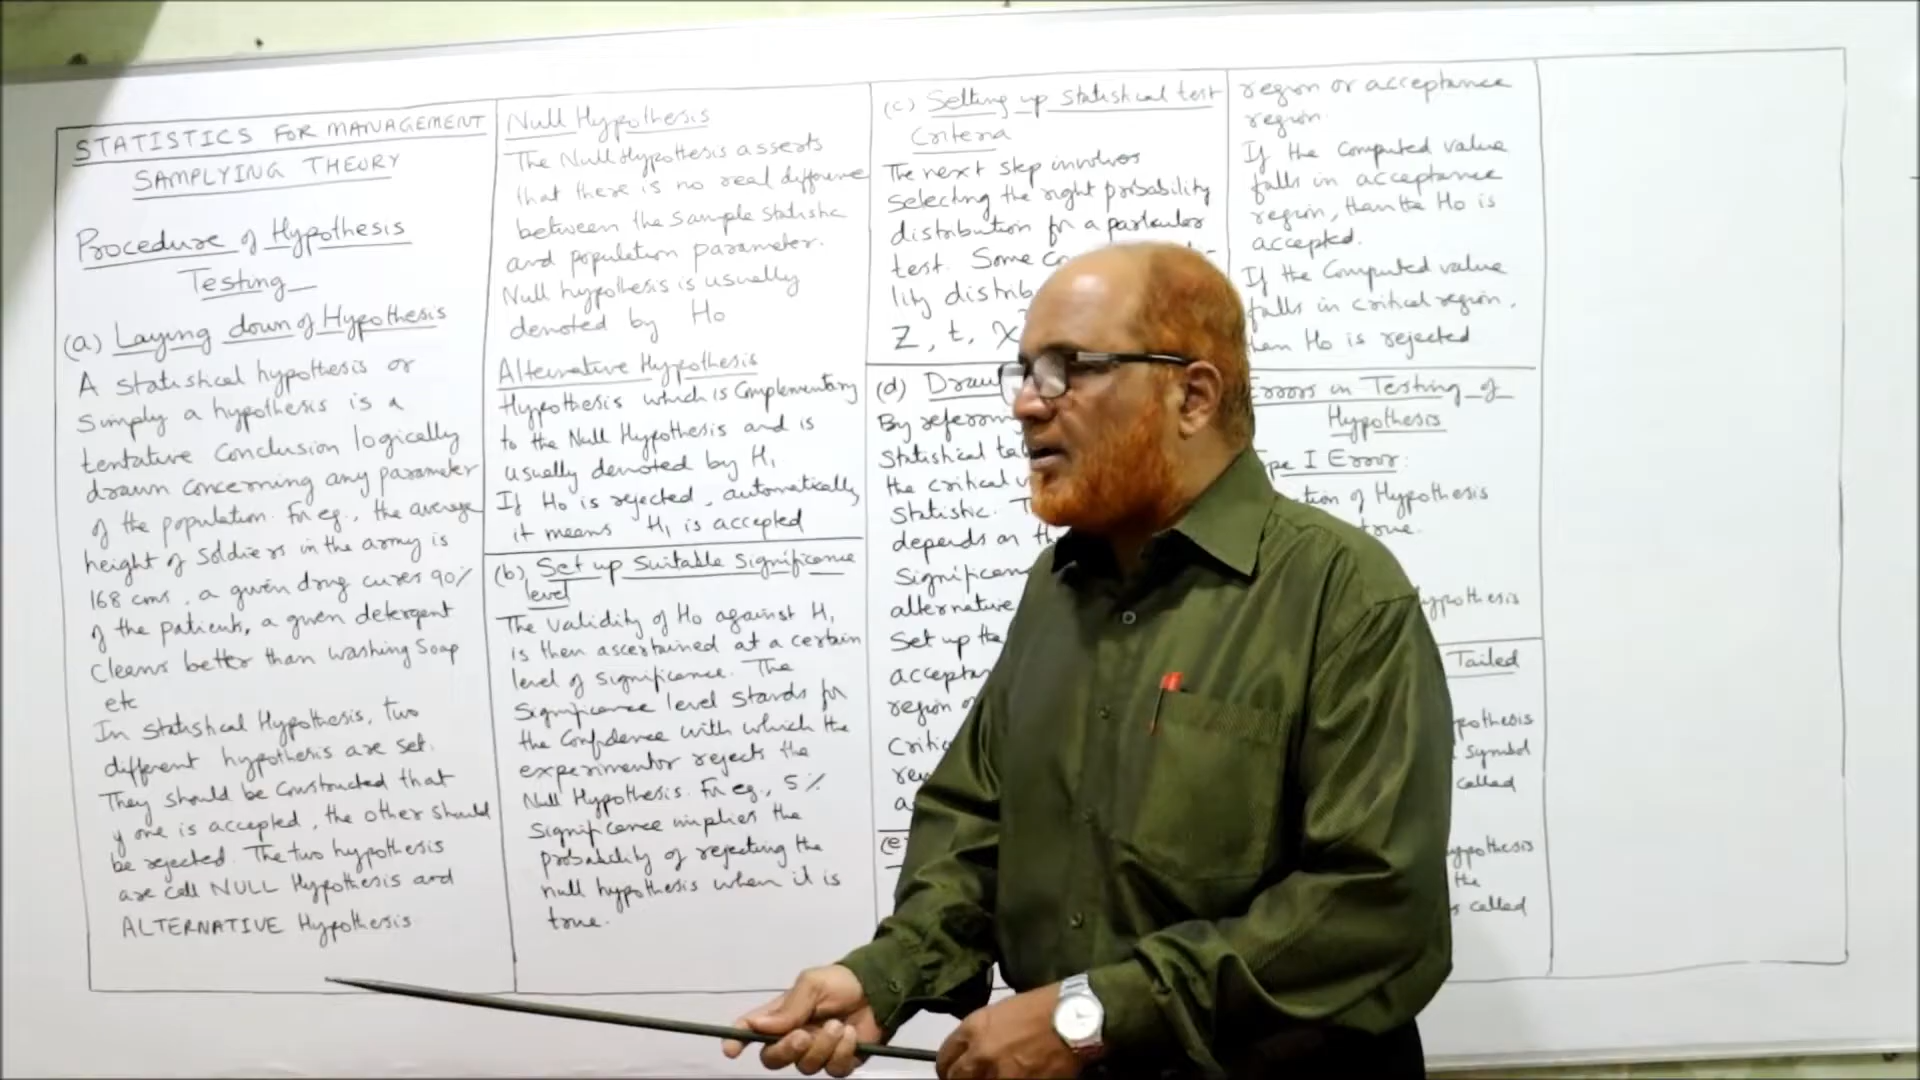 STATISTICS FOR MANAGEMENT
SAMPLYING THEORY
Procedure of Hypothesis
Testing
(a) Laying down of Hypothesis
A statistical hypothesis or
Simply a hypothesis is a
tentative Conclusion logically
drawn concerning any parameter
of the population. For eg., the average
height of Soldiers in the army is
168 cms, a given drug cures 90%
of the patients, a given detergent
Cleans better than washing Soap
etc
In Statistical Hypothesis, two
different hypothesis are set.
They should be Constructed that
if one is accepted, the other should
be rejected. The two hypothesis
are call NULL Hypothesis and
ALTERNATIVE Hypothesis
Null Hypothesis
The Null Hypothesis asserts
that there is no real difference
between the Sample Statistic
and population parameter.
Null hypothesis is usually
denoted by Ho
Alternative Hypothesis
Hypothesis which is Complementary
to the Null Hypothesis and is
usually denoted by H1
If Ho is rejected, automatically
it means H1 is accepted
(b) Set up Suitable Significance
level
The validity of Ho against H1
is then ascertained at a certain
level of significance. The
Significance level Stands for
the Confidence with which the
experimentor rejects the
Null Hypothesis. For eg., 5%
Significance implies the
probability of rejecting the
null hypothesis when it is
true.
(c) Setting up Statistical test
Criteria
The next step involves
Selecting the right probability
distribution for a particular
test. Some
lity distrib
Z, t, X
(d) Draw
By referring
Statistical
the critical
Statistic.
depends on
Significan
alternative
Set up the
accepta
region
Critic
(e)
region or acceptance
region.
If the Computed value
falls in acceptance
region, then the Ho is
accepted.
If the Computed value
falls in critical region,
then Ho is rejected
Errors in Testing of
Hypothesis
Type I Error:
of Hypothesis
true.
hypothesis
Tailed
pothesis
symbol
called
hypothesis
the
called